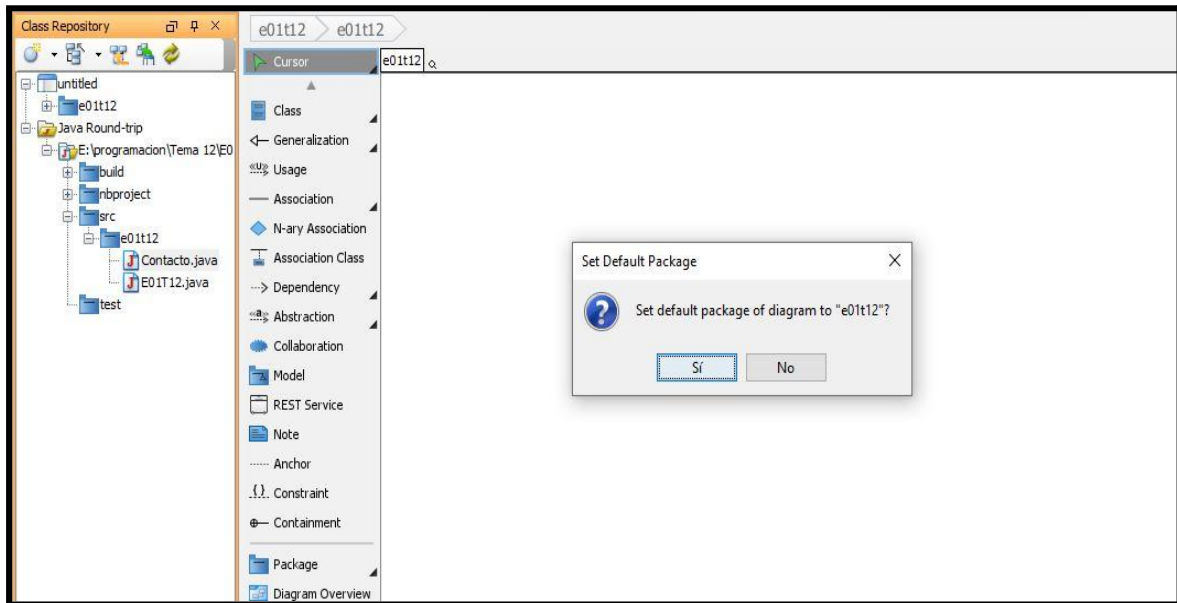 Class Repository
untitled
e01t12
Java Round-trip
E:\programacion\Tema 12\E0
build
nbproject
src
e01t12
Contacto.java
E01T12.java
test
e01t12 e01t12
Cursor
e01t12
Class
Generalization
«U» Usage
Association
N-ary Association
Association Class
Dependency
«a» Abstraction
Collaboration
Model
REST Service
Note
Anchor
{} Constraint
Containment
Package
Diagram Overview
Set Default Package
Set default package of diagram to "e01t12"?
Sí No